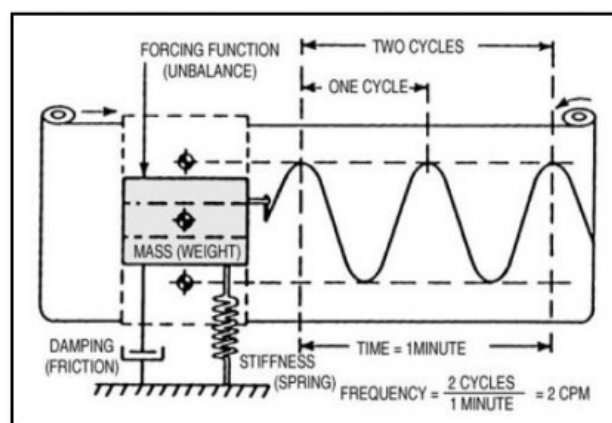 FORCING FUNCTION
(UNBALANCE)
TWO CYCLES
ONE CYCLE
MASS (WEIGHT)
DAMPING
(FRICTION)
STIFFNESS
(SPRING)
TIME = 1MINUTE
FREQUENCY = 2 CYCLES / 1 MINUTE = 2 CPM